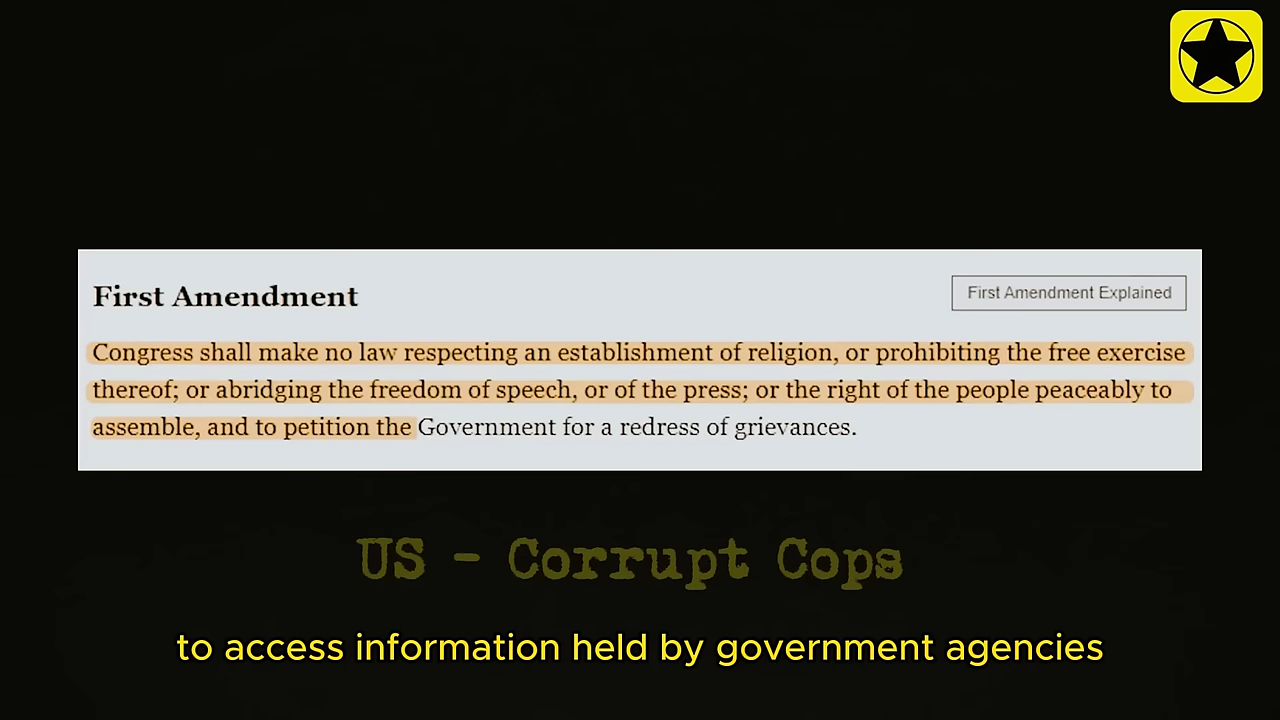 First Amendment
First Amendment Explained
Congress shall make no law respecting an establishment of religion, or prohibiting the free exercise
thereof; or abridging the freedom of speech, or of the press; or the right of the people peaceably to
assemble, and to petition the Government for a redress of grievances.
US - Corrupt Cops
to access information held by government agencies